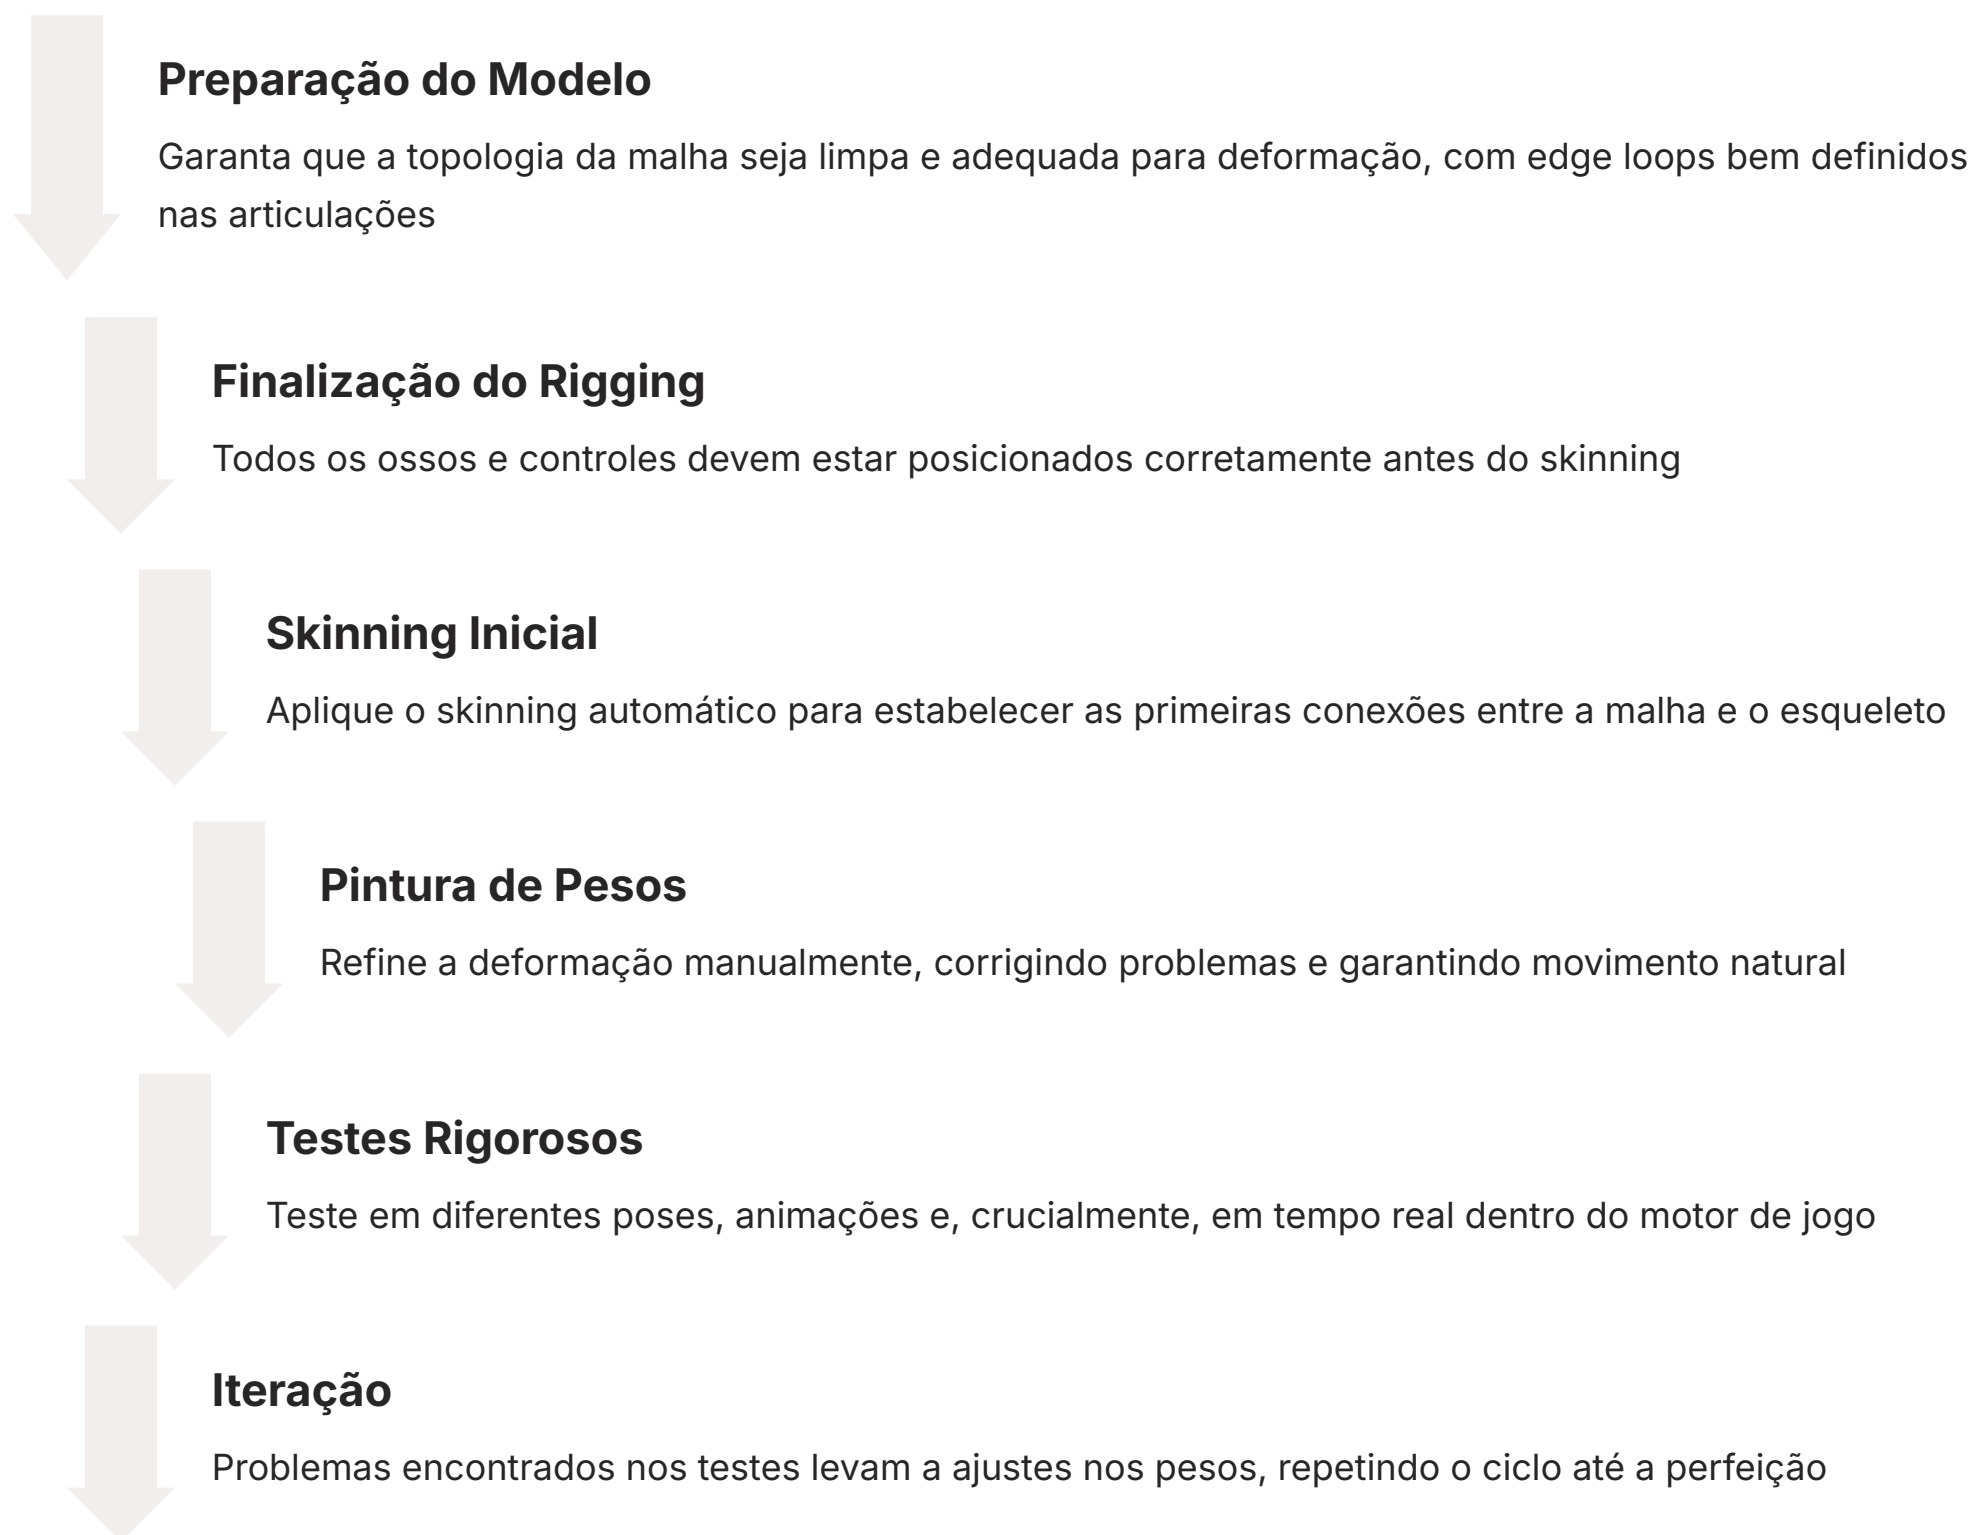 Preparação do Modelo
Garanta que a topologia da malha seja limpa e adequada para deformação, com edge loops bem definidos
nas articulações
Finalização do Rigging
Todos os ossos e controles devem estar posicionados corretamente antes do skinning
Skinning Inicial
Aplique o skinning automático para estabelecer as primeiras conexões entre a malha e o esqueleto
Pintura de Pesos
Refine a deformação manualmente, corrigindo problemas e garantindo movimento natural
Testes Rigorosos
Teste em diferentes poses, animações e, crucialmente, em tempo real dentro do motor de jogo
Iteração
Problemas encontrados nos testes levam a ajustes nos pesos, repetindo o ciclo até a perfeição